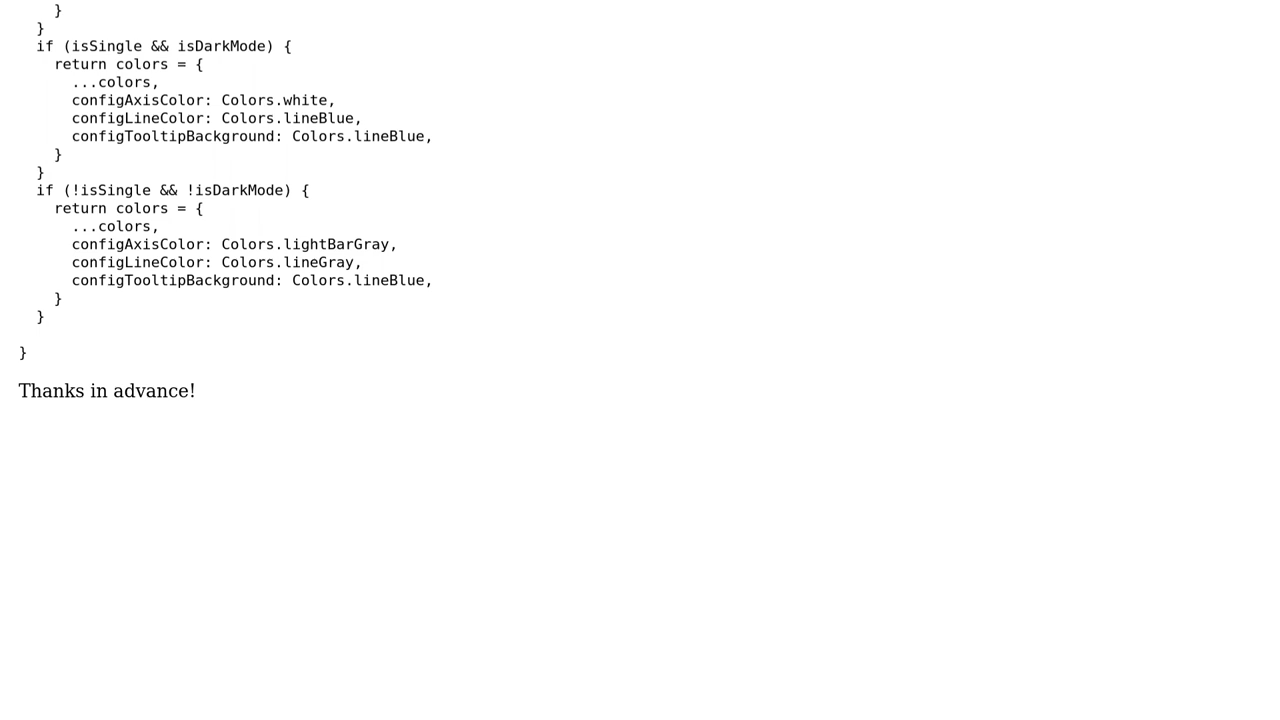 }
  }
  if (isSingle && isDarkMode) {
    return colors = {
      ...colors,
      configAxisColor: Colors.white,
      configLineColor: Colors.lineBlue,
      configTooltipBackground: Colors.lineBlue,
    }
  }
  if (!isSingle && !isDarkMode) {
    return colors = {
      ...colors,
      configAxisColor: Colors.lightBarGray,
      configLineColor: Colors.lineGray,
      configTooltipBackground: Colors.lineBlue,
    }
  }

}
Thanks in advance!